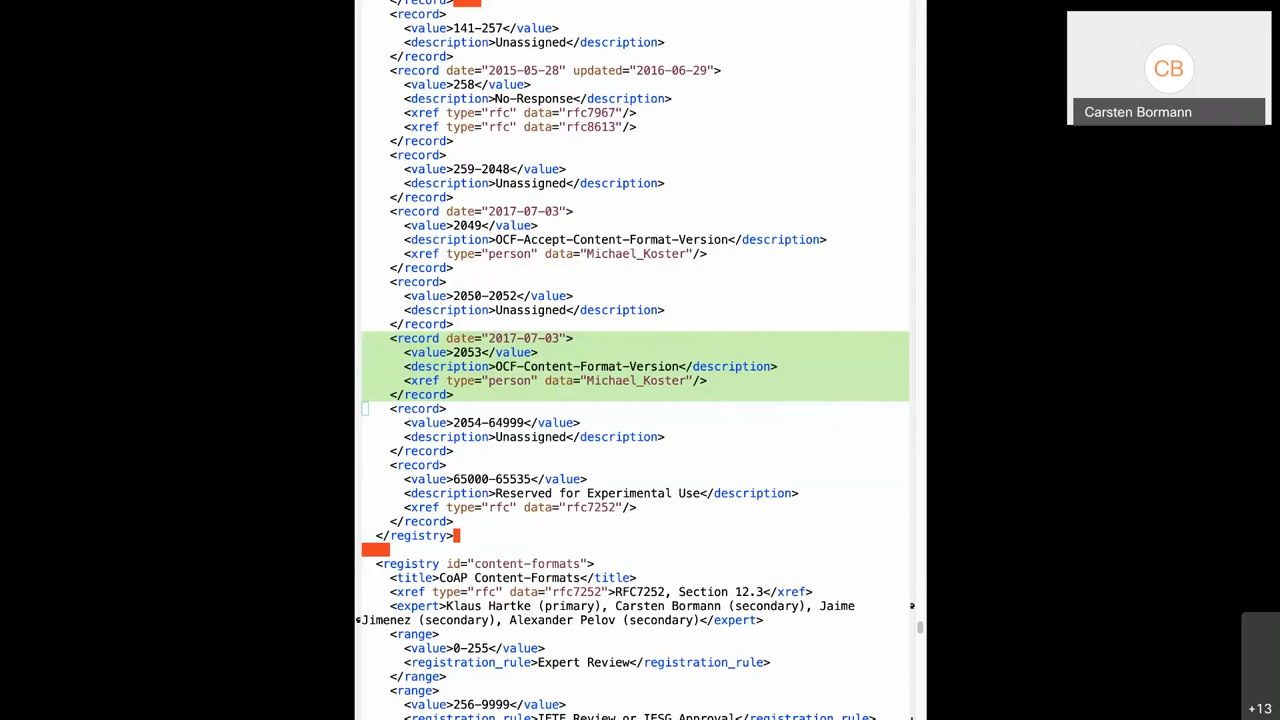 </record>
<record>
<value>141-257</value>
<description>Unassigned</description>
</record>
<record date="2015-05-28" updated="2016-06-29">
<value>258</value>
<description>No-Response</description>
<xref type="rfc" data="rfc7967"/>
<xref type="rfc" data="rfc8613"/>
</record>
<record>
<value>259-2048</value>
<description>Unassigned</description>
</record>
<record date="2017-07-03">
<value>2049</value>
<description>OCF-Accept-Content-Format-Version</description>
<xref type="person" data="Michael_Koster"/>
</record>
<record>
<value>2050-2052</value>
<description>Unassigned</description>
</record>
<record date="2017-07-03">
<value>2053</value>
<description>OCF-Content-Format-Version</description>
<xref type="person" data="Michael_Koster"/>
</record>
<record>
<value>2054-64999</value>
<description>Unassigned</description>
</record>
<record>
<value>65000-65535</value>
<description>Reserved for Experimental Use</description>
<xref type="rfc" data="rfc7252"/>
</record>
</registry>
<registry id="content-formats">
<title>CoAP Content-Formats</title>
<xref type="rfc" data="rfc7252">RFC7252, Section 12.3</xref>
<expert>Klaus Hartke (primary), Carsten Bormann (secondary), Jaime
Jimenez (secondary), Alexander Pelov (secondary)</expert>
<range>
<value>0-255</value>
<registration_rule>Expert Review</registration_rule>
</range>
<range>
<value>256-9999</value>
<registration_rule>IETF Review or IESG Approval</registration_rule>
CB
Carsten Bormann
+13